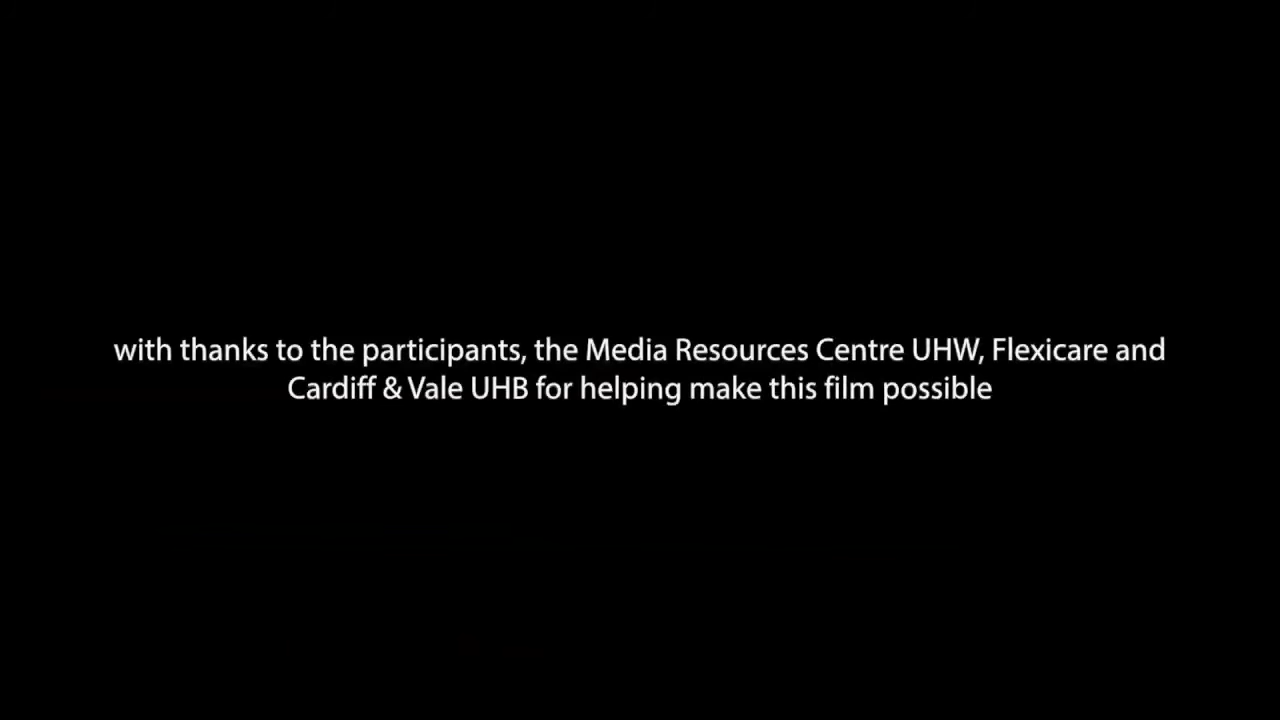 with thanks to the participants, the Media Resources Centre UHW, Flexicare and
Cardiff & Vale UHB for helping make this film possible